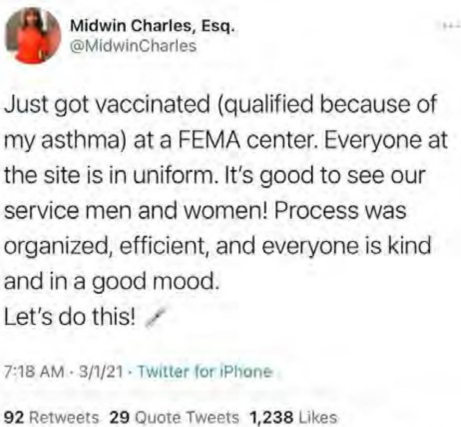 Midwin Charles, Esq.
@MidwinCharles
Just got vaccinated (qualified because of
my asthma) at a FEMA center. Everyone at
the site is in uniform. It's good to see our
service men and women! Process was
organized, efficient, and everyone is kind
and in a good mood.
Let's do this!
7:18 AM · 3/1/21 · Twitter for iPhone
92 Retweets 29 Quote Tweets 1,238 Likes